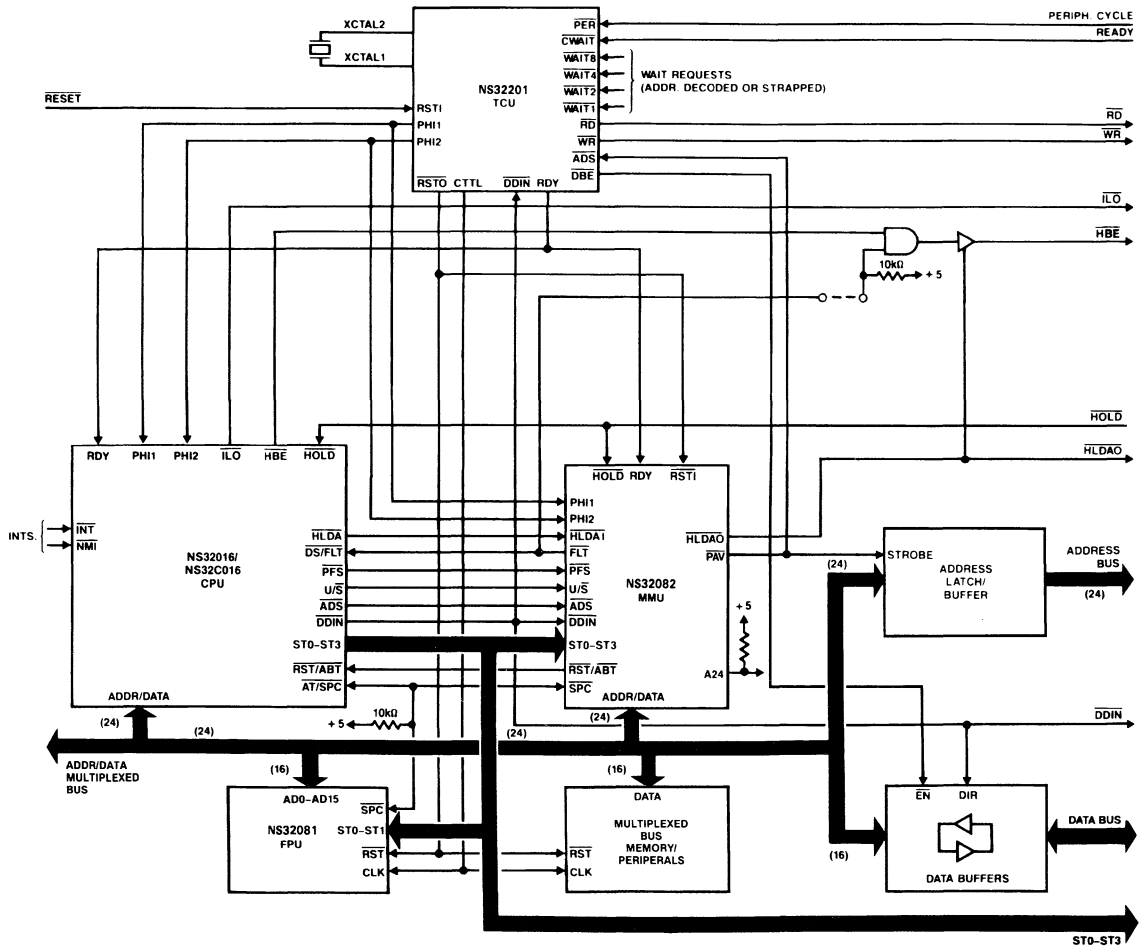 XCTAL2
XCTAL1
NS32201
TCU
PER
CWAIT
WAIT8
WAIT4
WAIT2
WAIT1
RD
WR
ADS
DBE
RSTI
PHI1
PHI2
RSTO CTTL DDIN RDY
PERIPH. CYCLE
READY
WAIT REQUESTS
(ADDR. DECODED OR STRAPPED)
RESET
RD
WR
ILO
HBE
10kΩ
+ 5
HOLD
HLDAO
RDY PHI1 PHI2 ILO HBE HOLD
INTS.
INT
NMI
NS32016/
NS32C016
CPU
HLDA
DS/FLT
PFS
U/S
ADS
DDIN
ST0–ST3
RST/ABT
AT/SPC
ADDR/DATA
HOLD RDY RSTI
PHI1
PHI2
HLDAI
FLT
PFS
U/S
ADS
DDIN
ST0–ST3
RST/ABT
SPC
ADDR/DATA
NS32082
MMU
HLDAO
PAV
A24
+ 5
STROBE
ADDRESS
LATCH/
BUFFER
ADDRESS
BUS
(24)
(24)
10kΩ
+ 5
(24)
(24)
(24)
(24)
DDIN
ADDR/DATA
MULTIPLEXED
BUS
(16)
(16)
(16)
AD0–AD15
NS32081
FPU
SPC
ST0–ST1
RST
CLK
DATA
MULTIPLEXED
BUS
MEMORY/
PERIPERALS
RST
CLK
EN DIR
DATA BUFFERS
DATA BUS
ST0–ST3